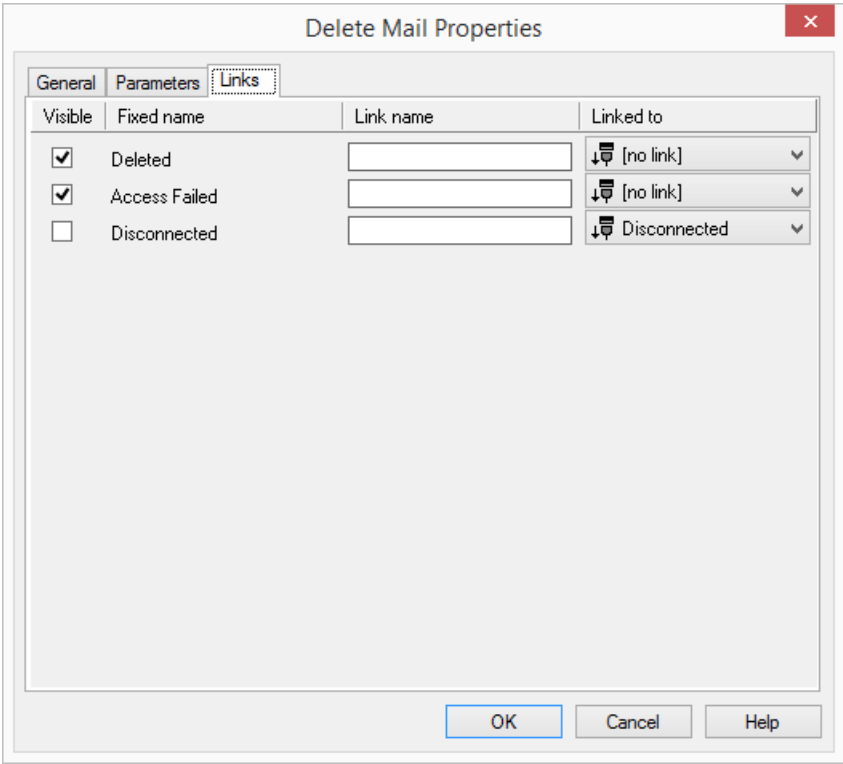 Delete Mail Properties
General Parameters Links
Visible Fixed name Link name Linked to
Deleted [no link]
Access Failed [no link]
Disconnected Disconnected
OK Cancel Help